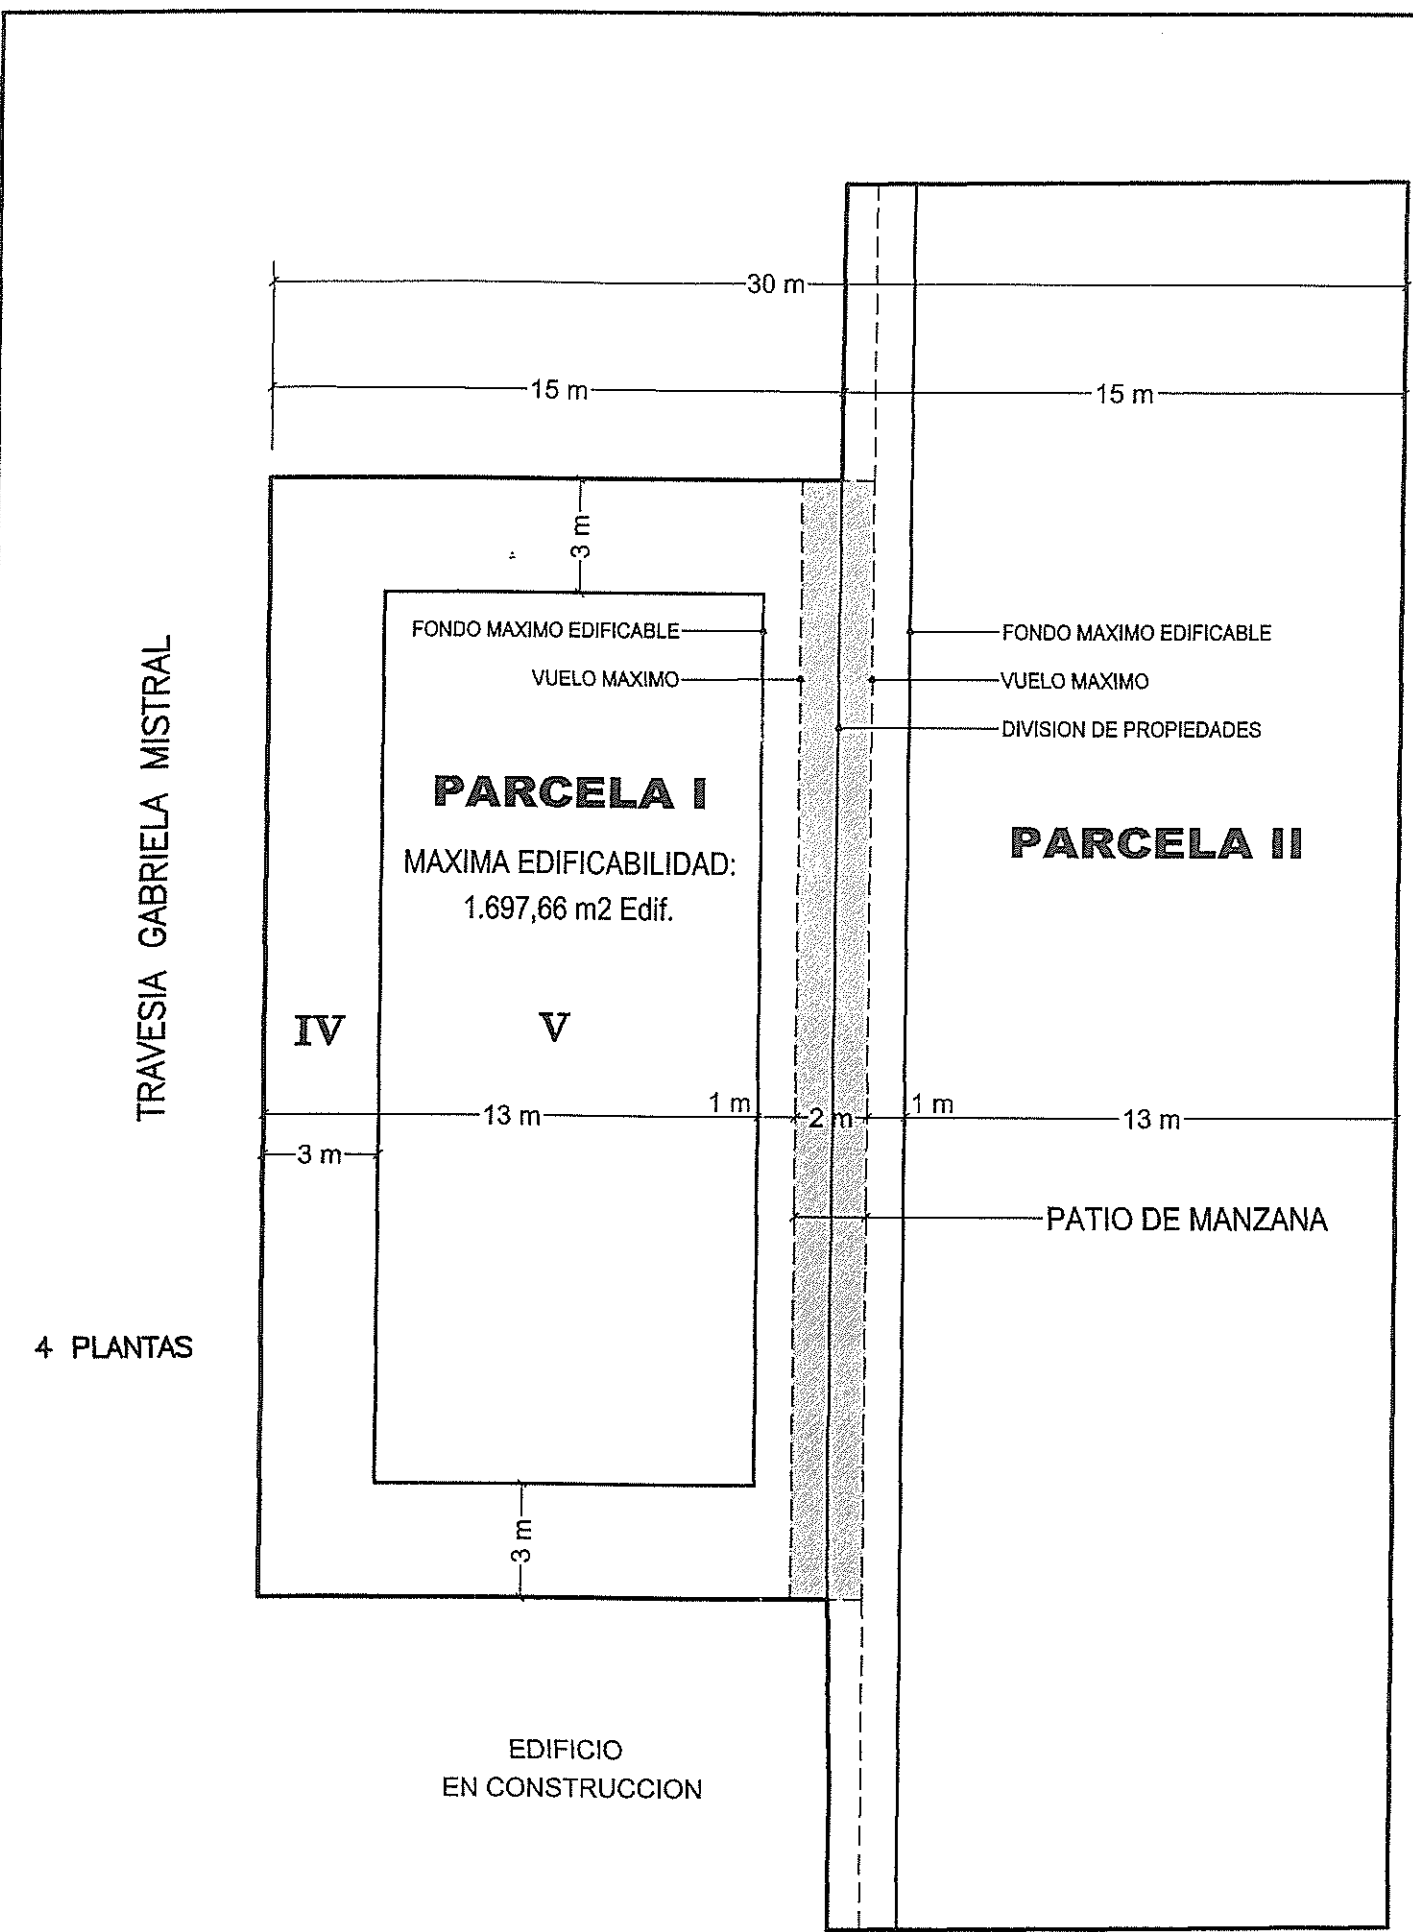 30 m
15 m
15 m
3 m
FONDO MAXIMO EDIFICABLE
FONDO MAXIMO EDIFICABLE
VUELO MAXIMO
VUELO MAXIMO
DIVISION DE PROPIEDADES
TRAVESIA GABRIELA MISTRAL
PARCELA I
MAXIMA EDIFICABILIDAD:
1.697,66 m2 Edif.
PARCELA II
IV
V
13 m
1 m
2 m
1 m
13 m
3 m
PATIO DE MANZANA
4 PLANTAS
3 m
EDIFICIO
EN CONSTRUCCION